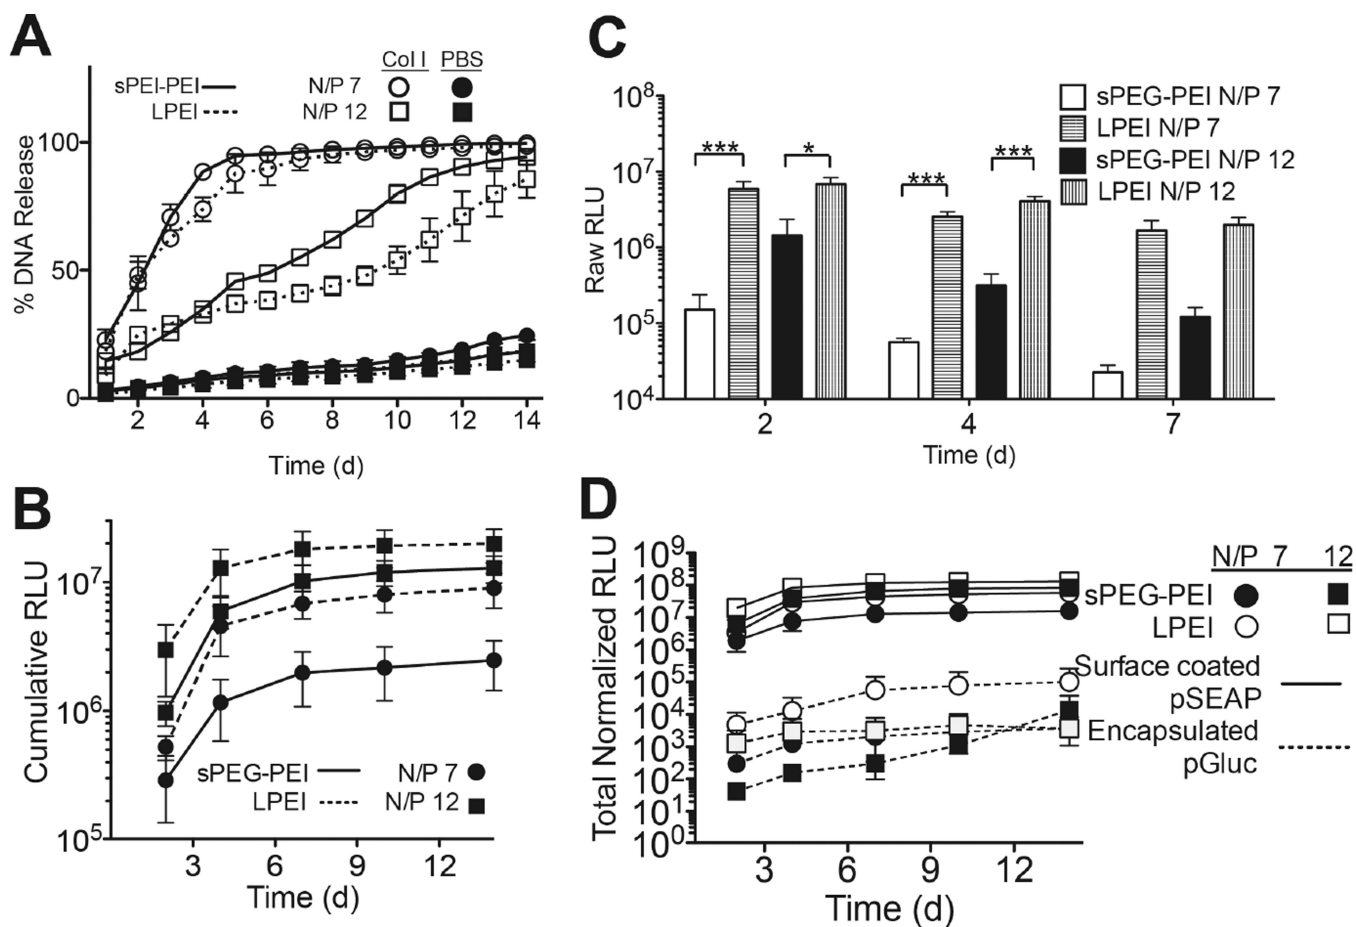 A
Col I PBS
sPEI-PEI N/P 7
LPEI N/P 12
% DNA Release
100
50
0
2 4 6 8 10 12 14
Time (d)
C
sPEG-PEI N/P 7
LPEI N/P 7
sPEG-PEI N/P 12
LPEI N/P 12
*** * *** ***
Raw RLU
10^8
10^7
10^6
10^5
10^4
2 4 7
Time (d)
B
Cumulative RLU
10^7
10^6
10^5
sPEG-PEI N/P 7
LPEI N/P 12
3 6 9 12
Time (d)
D
Total Normalized RLU
10^9
10^8
10^7
10^6
10^5
10^4
10^3
10^2
10^1
10^0
3 6 9 12
Time (d)
N/P 7 12
sPEG-PEI
LPEI
Surface coated
pSEAP
Encapsulated
pGluc